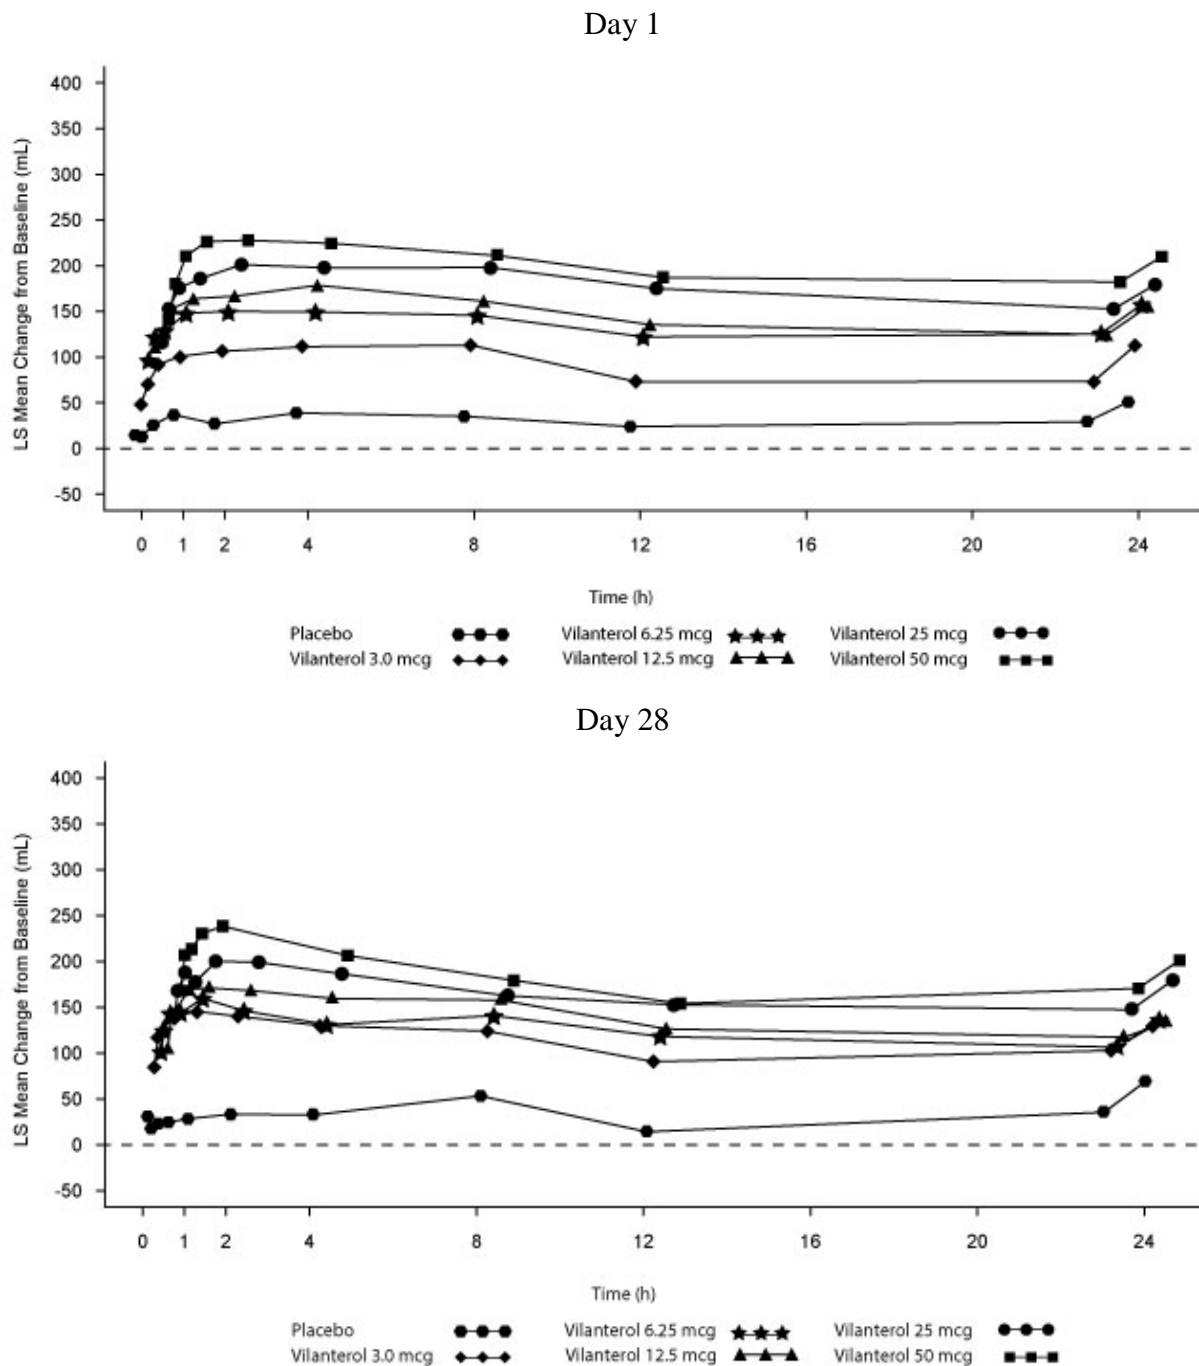 Day 1
LS Mean Change from Baseline (mL)
400
350
300
250
200
150
100
50
0
-50
0 1 2 4 8 12 16 20 24
Time (h)
Placebo Vilanterol 6.25 mcg Vilanterol 25 mcg
Vilanterol 3.0 mcg Vilanterol 12.5 mcg Vilanterol 50 mcg
Day 28
LS Mean Change from Baseline (mL)
400
350
300
250
200
150
100
50
0
-50
0 1 2 4 8 12 16 20 24
Time (h)
Placebo Vilanterol 6.25 mcg Vilanterol 25 mcg
Vilanterol 3.0 mcg Vilanterol 12.5 mcg Vilanterol 50 mcg